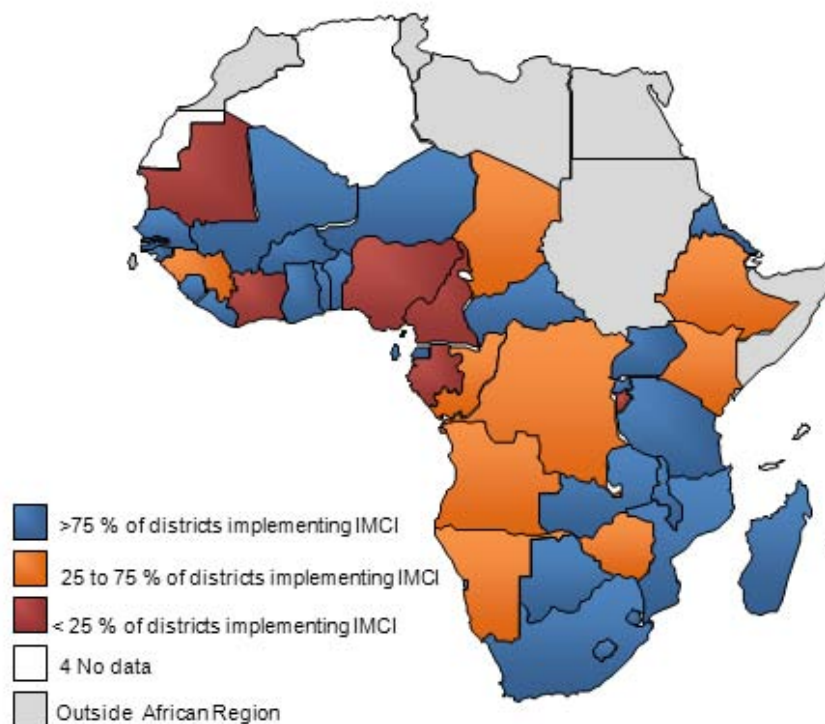 >75 % of districts implementing IMCI
25 to 75 % of districts implementing IMCI
< 25 % of districts implementing IMCI
4 No data
Outside African Region